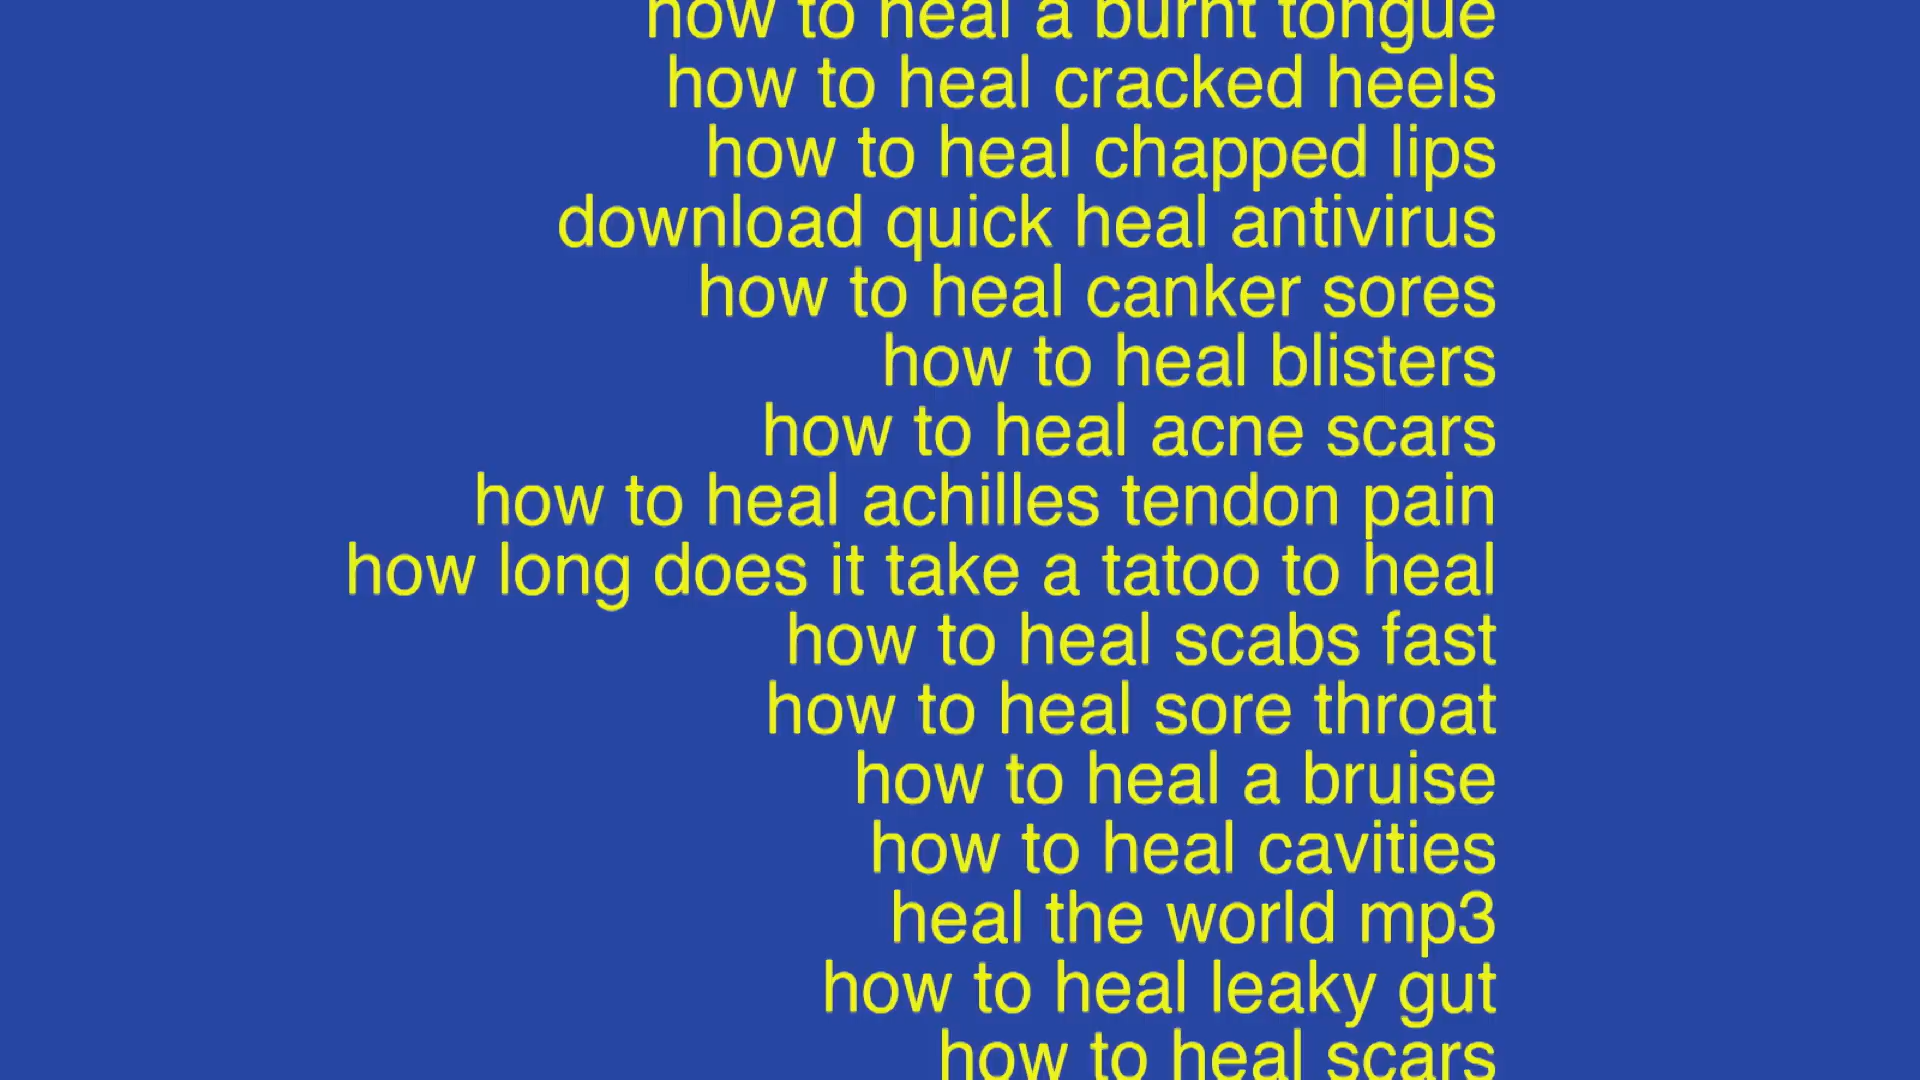 how to heal a burnt tongue
how to heal cracked heels
how to heal chapped lips
download quick heal antivirus
how to heal canker sores
how to heal blisters
how to heal acne scars
how to heal achilles tendon pain
how long does it take a tatoo to heal
how to heal scabs fast
how to heal sore throat
how to heal a bruise
how to heal cavities
heal the world mp3
how to heal leaky gut
how to heal scars